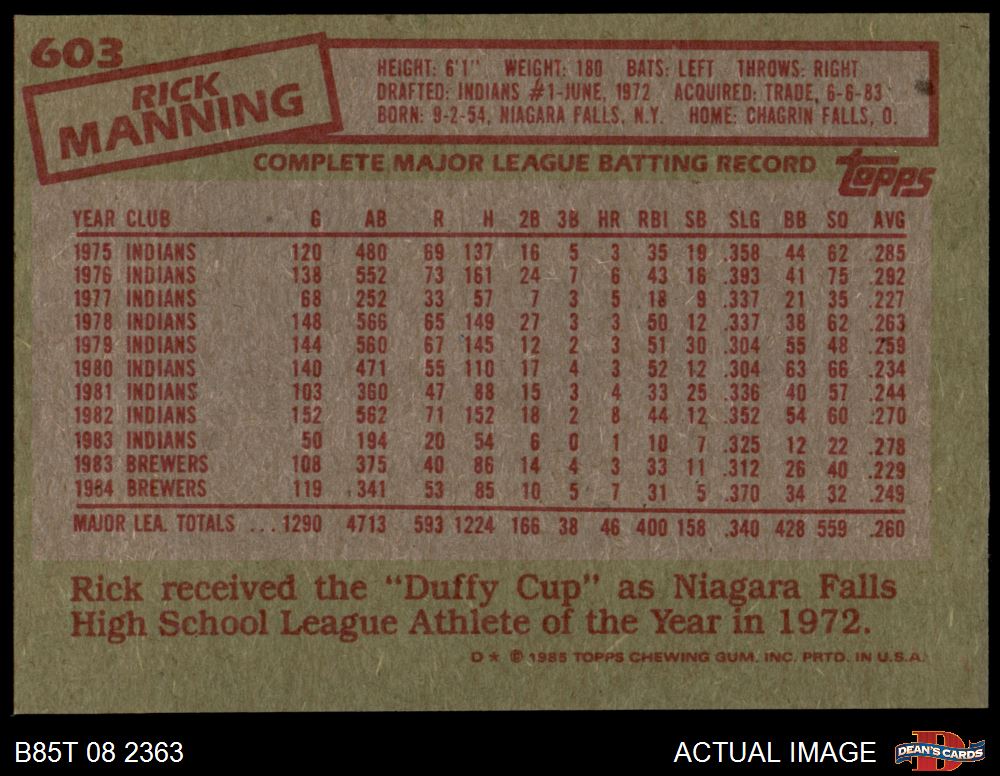 603
RICK
MANNING
HEIGHT: 6'1" WEIGHT: 180 BATS: LEFT THROWS: RIGHT
DRAFTED: INDIANS #1-JUNE, 1972 ACQUIRED: TRADE, 6-6-83
BORN: 9-2-54, NIAGARA FALLS, N.Y. HOME: CHAGRIN FALLS, O.
COMPLETE MAJOR LEAGUE BATTING RECORD
topps
YEAR CLUB G AB R H 2B 3B HR RBI SB SLG BB SO AVG
1975 INDIANS 120 480 69 137 16 5 3 35 19 .358 44 62 .285
1976 INDIANS 138 552 73 161 24 7 6 43 16 .393 41 75 .292
1977 INDIANS 68 252 33 57 7 3 5 18 9 .337 21 35 .227
1978 INDIANS 148 566 65 149 27 3 3 50 12 .337 38 62 .263
1979 INDIANS 144 560 67 145 12 2 3 51 30 .304 55 48 .259
1980 INDIANS 140 471 55 110 17 4 3 52 12 .304 63 66 .234
1981 INDIANS 103 360 47 88 15 3 4 33 25 .336 40 57 .244
1982 INDIANS 152 562 71 152 18 2 8 44 12 .352 54 60 .270
1983 INDIANS 50 194 20 54 6 0 1 10 7 .325 12 22 .278
1983 BREWERS 108 375 40 86 14 4 3 33 11 .312 26 40 .229
1984 BREWERS 119 341 53 85 10 5 7 31 5 .370 34 32 .249
MAJOR LEA. TOTALS ...1290 4713 593 1224 166 38 46 400 158 .340 428 559 .260
Rick received the "Duffy Cup" as Niagara Falls
High School League Athlete of the Year in 1972.
D* © 1985 TOPPS CHEWING GUM, INC. PRTD. IN U.S.A.
B85T 08 2363
ACTUAL IMAGE
DEAN'S CARDS